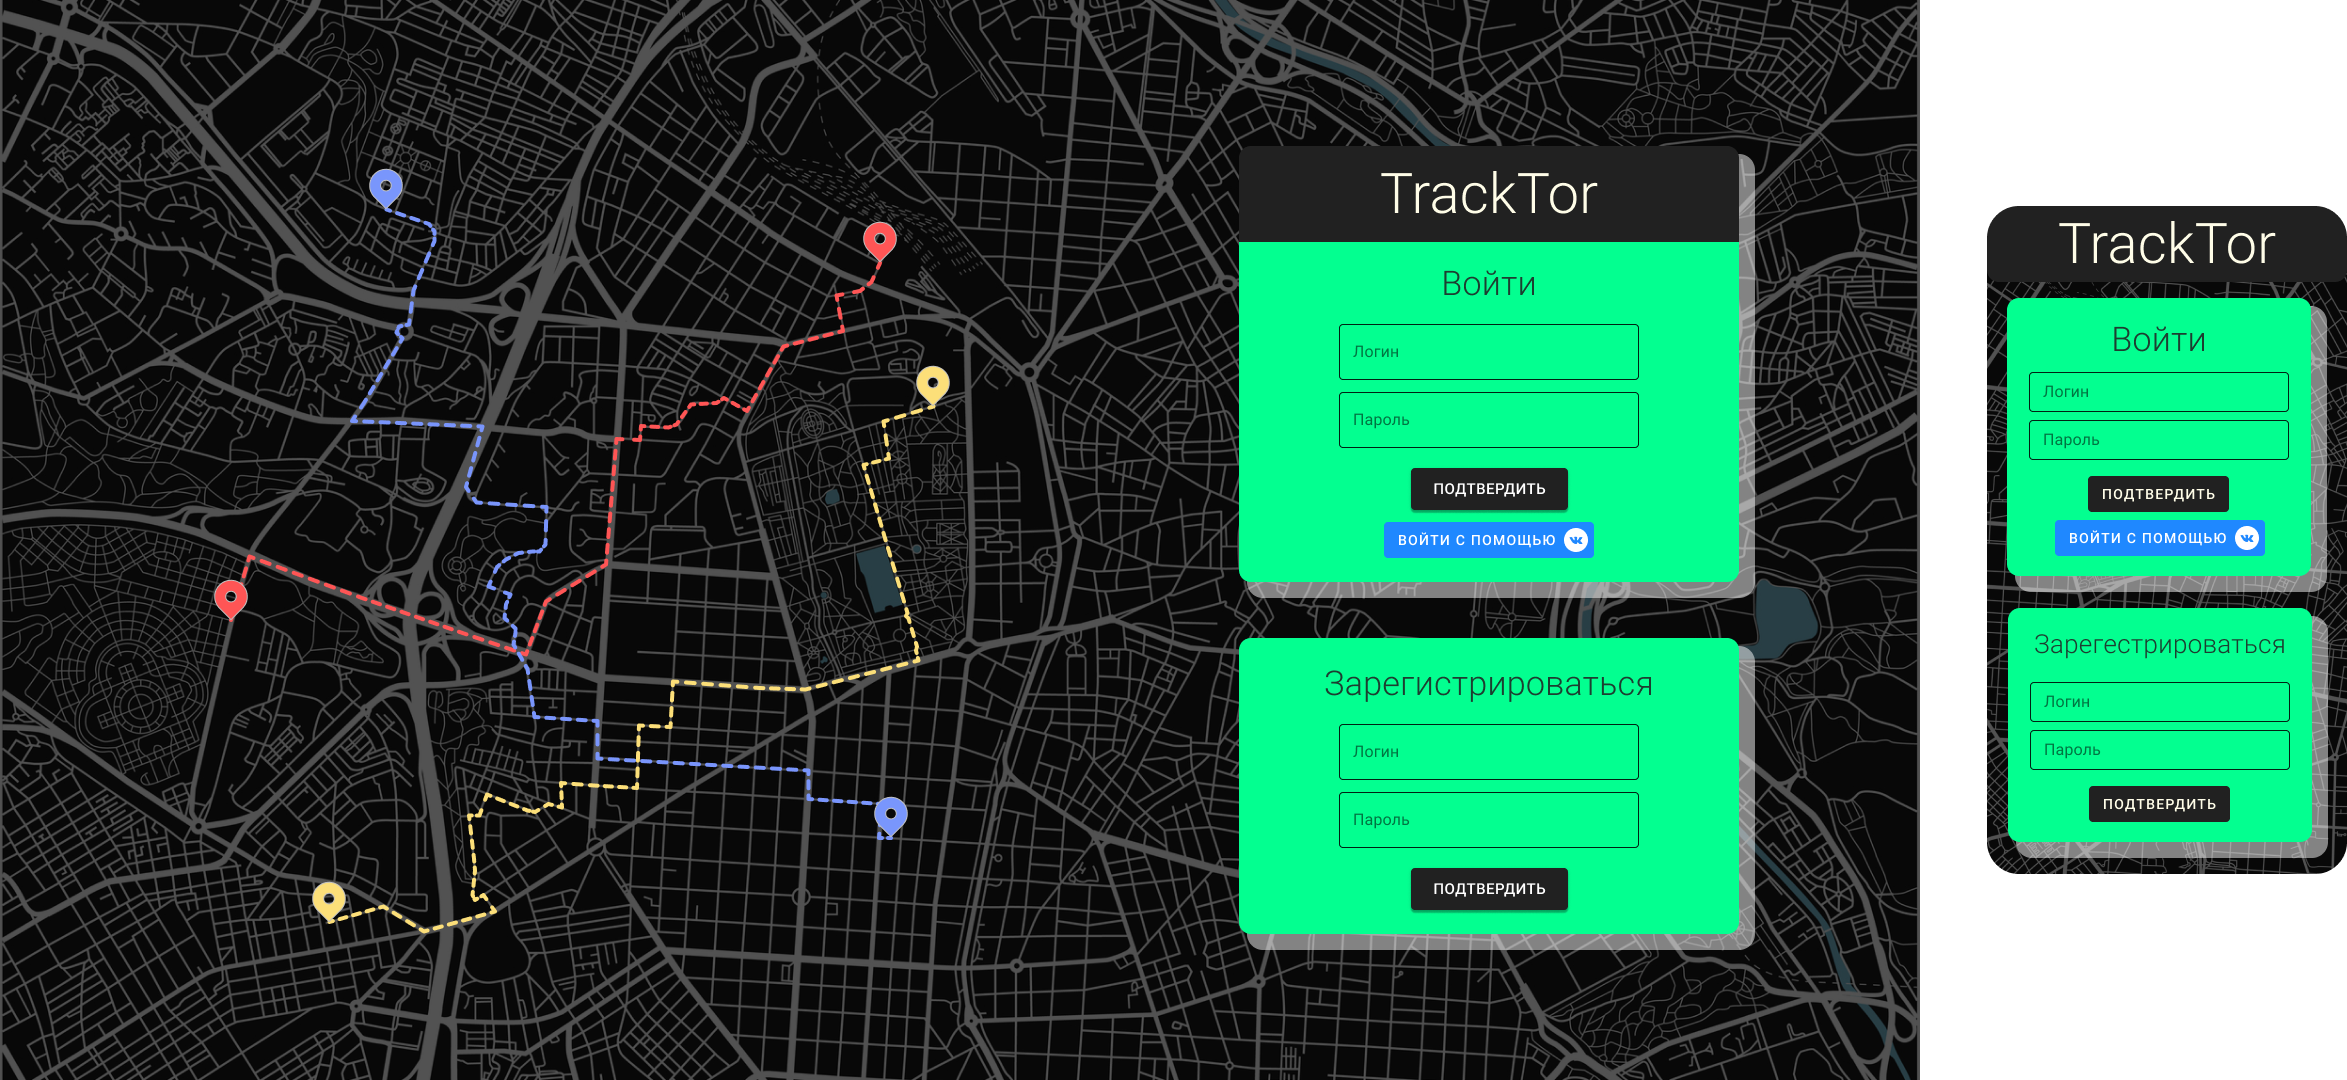 TrackTor
Войти
Логин
Пароль
ПОДТВЕРДИТЬ
ВОЙТИ С ПОМОЩЬЮ
Зарегистрироваться
Логин
Пароль
ПОДТВЕРДИТЬ
TrackTor
Войти
Логин
Пароль
ПОДТВЕРДИТЬ
ВОЙТИ С ПОМОЩЬЮ
Зарегестрироваться
Логин
Пароль
ПОДТВЕРДИТЬ